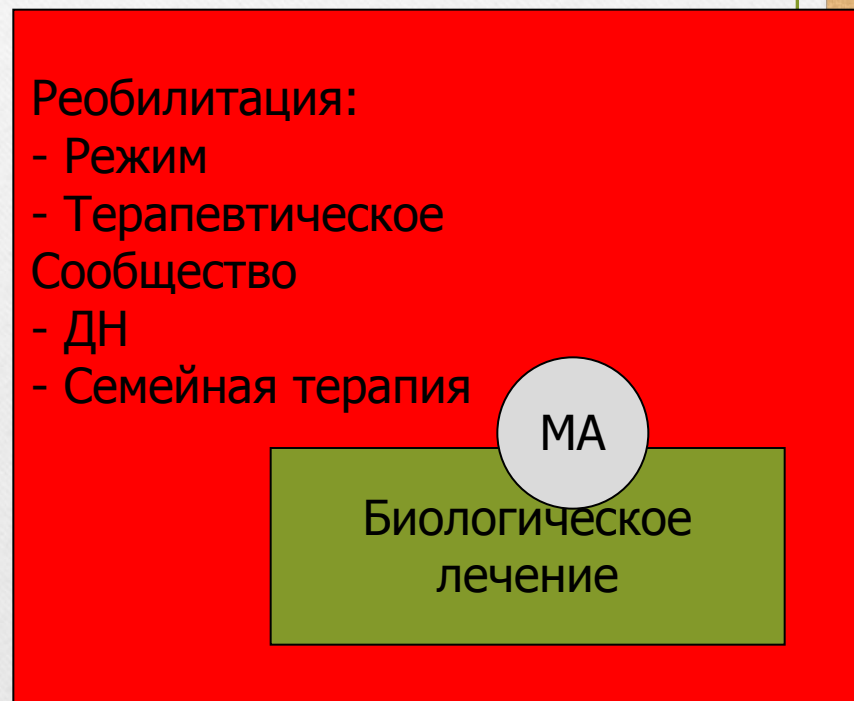 Реобилитация:
- Режим
- Терапевтическое
Сообщество
- ДН
- Семейная терапия
МА
Биологическое
лечение